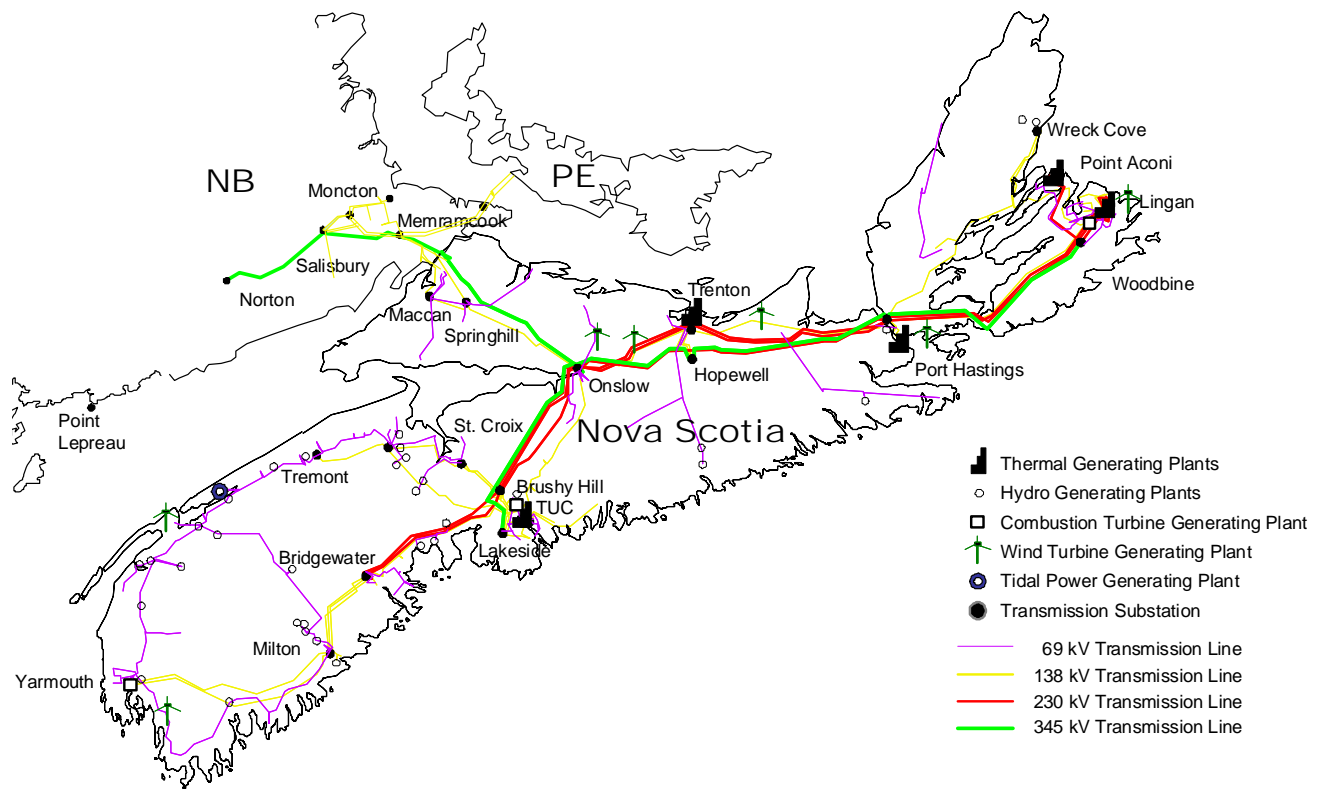 Wreck Cove
PE
NB
Point Aconi
Moncton
Lingan
Memramcook
Salisbury
Woodbine
Norton
Trenton
Maccan
Springhill
Port Hastings
Hopewell
Onslow
Point
Lepreau
St. Croix
Nova Scotia
Tremont
Brushy Hill
TUC
Lakeside
Bridgewater
Milton
Yarmouth
Thermal Generating Plants
Hydro Generating Plants
Combustion Turbine Generating Plant
Wind Turbine Generating Plant
Tidal Power Generating Plant
Transmission Substation
69 kV Transmission Line
138 kV Transmission Line
230 kV Transmission Line
345 kV Transmission Line